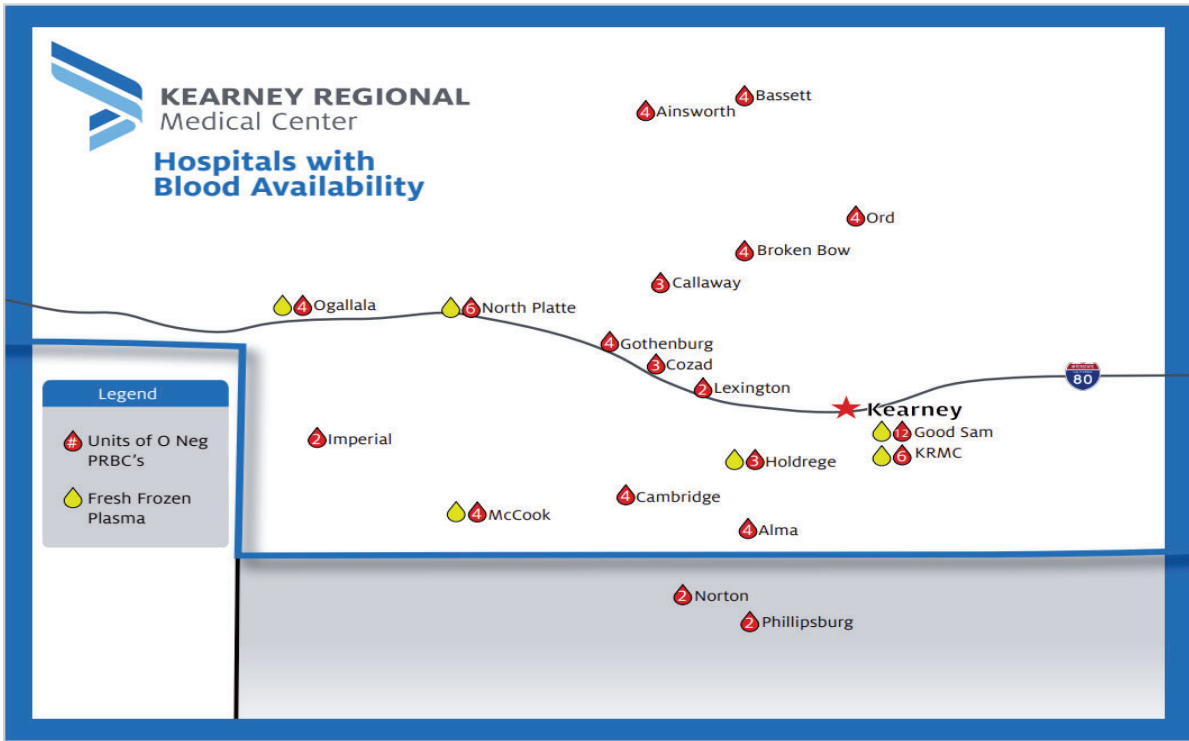 KEARNEY REGIONAL
Medical Center
Hospitals with
Blood Availability
4 Bassett
4 Ainsworth
4 Ord
4 Broken Bow
3 Callaway
4 Ogallala
6 North Platte
4 Gothenburg
3 Cozad
2 Lexington
INTERSTATE
80
Kearney
12 Good Sam
6 KRMC
Legend
# Units of O Neg
PRBC's
Fresh Frozen
Plasma
2 Imperial
3 Holdrege
4 Cambridge
4 McCook
4 Alma
2 Norton
2 Phillipsburg